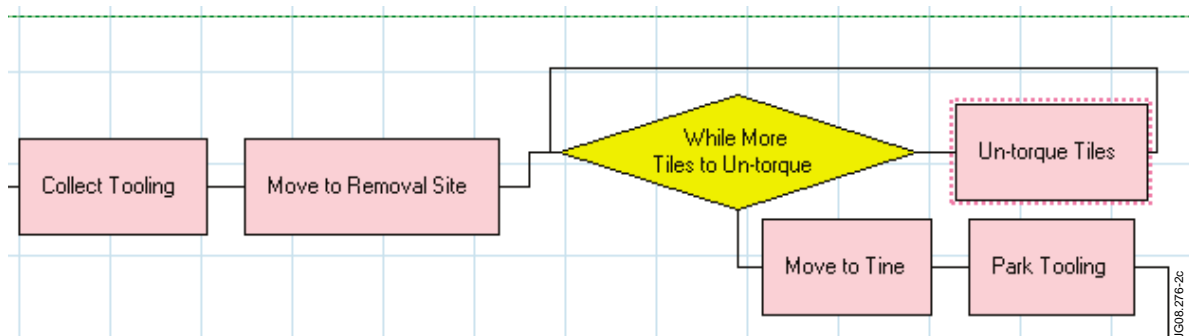 Collect Tooling
Move to Removal Site
While More
Tiles to Un-torque
Un-torque Tiles
Move to Tine
Park Tooling
JG08.276-2c